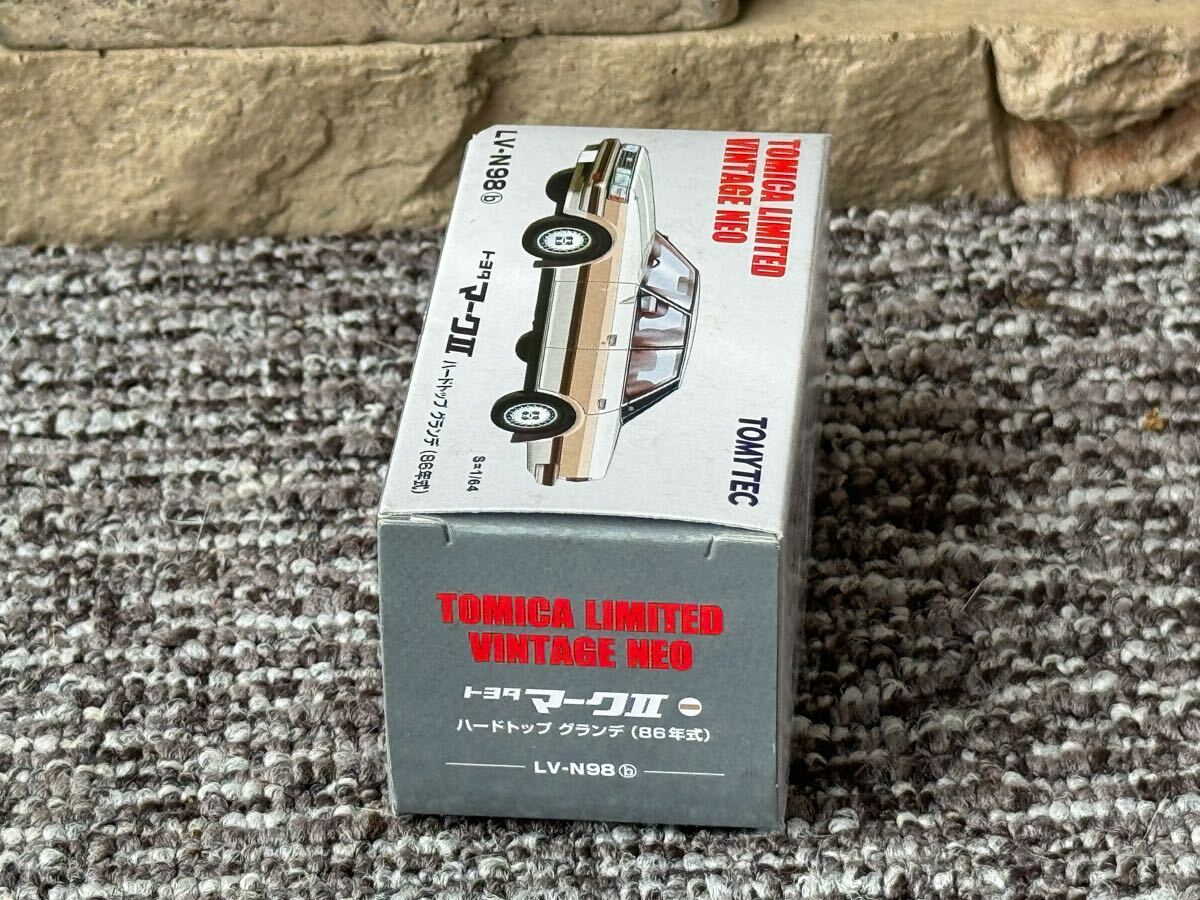 TOMICA LIMITED
VINTAGE NEO
TOMYTEC
LV-N98 ⓑ
トヨタ マークII ハードトップ グランデ (86年式)
S=1/64
TOMICA LIMITED
VINTAGE NEO
トヨタ マークII
ハードトップ グランデ (86年式)
LV-N98 ⓑ